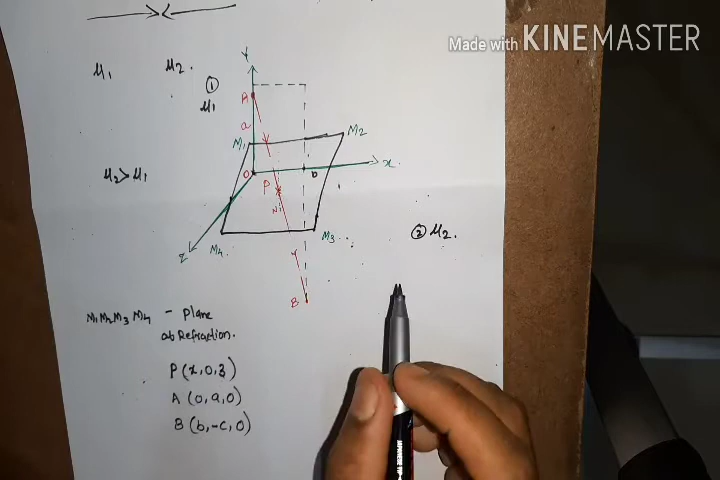 Made with KINEMASTER
μ1 μ2.
①
μ1
Y
A
a
M1 M2
μ2>μ1
O
P
b
x
N
M4 M3
z
② μ2.
r
B
M1M2M3M4 - Plane
ob Refraction.
P(x,0,z)
A (0,a,0)
B (b,-c,0)